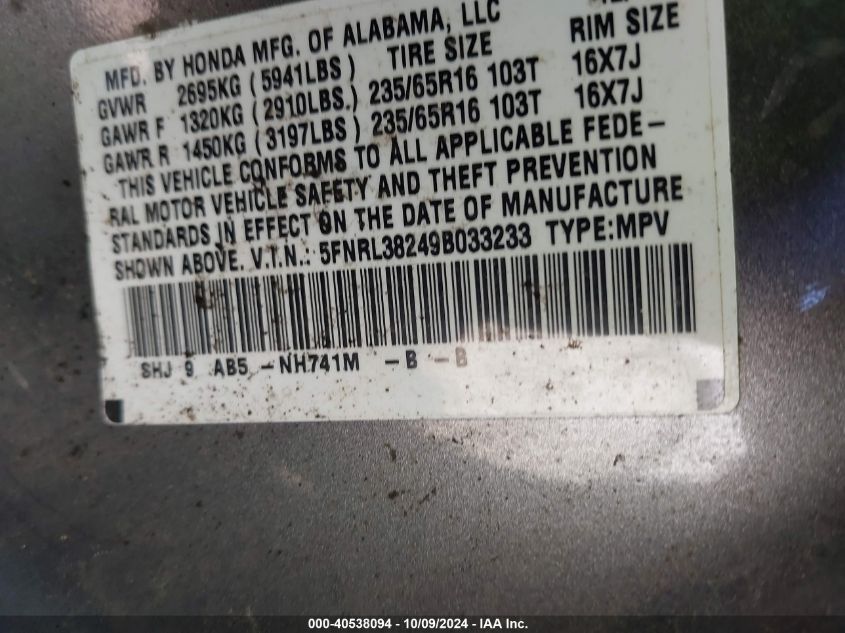 MFD. BY HONDA MFG. OF ALABAMA, LLC
TIRE SIZE RIM SIZE
GVWR 2695KG (5941LBS)
GAWR F 1320KG (2910LBS.) 235/65R16 103T 16X7J
GAWR R 1450KG (3197LBS) 235/65R16 103T 16X7J
THIS VEHICLE CONFORMS TO ALL APPLICABLE FEDE-
RAL MOTOR VEHICLE SAFETY AND THEFT PREVENTION
STANDARDS IN EFFECT ON THE DATE OF MANUFACTURE
SHOWN ABOVE. V.I.N.: 5FNRL38249B033233 TYPE:MPV
SHJ 9 AB5 -NH741M -B -B
000-40538094 - 10/09/2024 - IAA Inc.